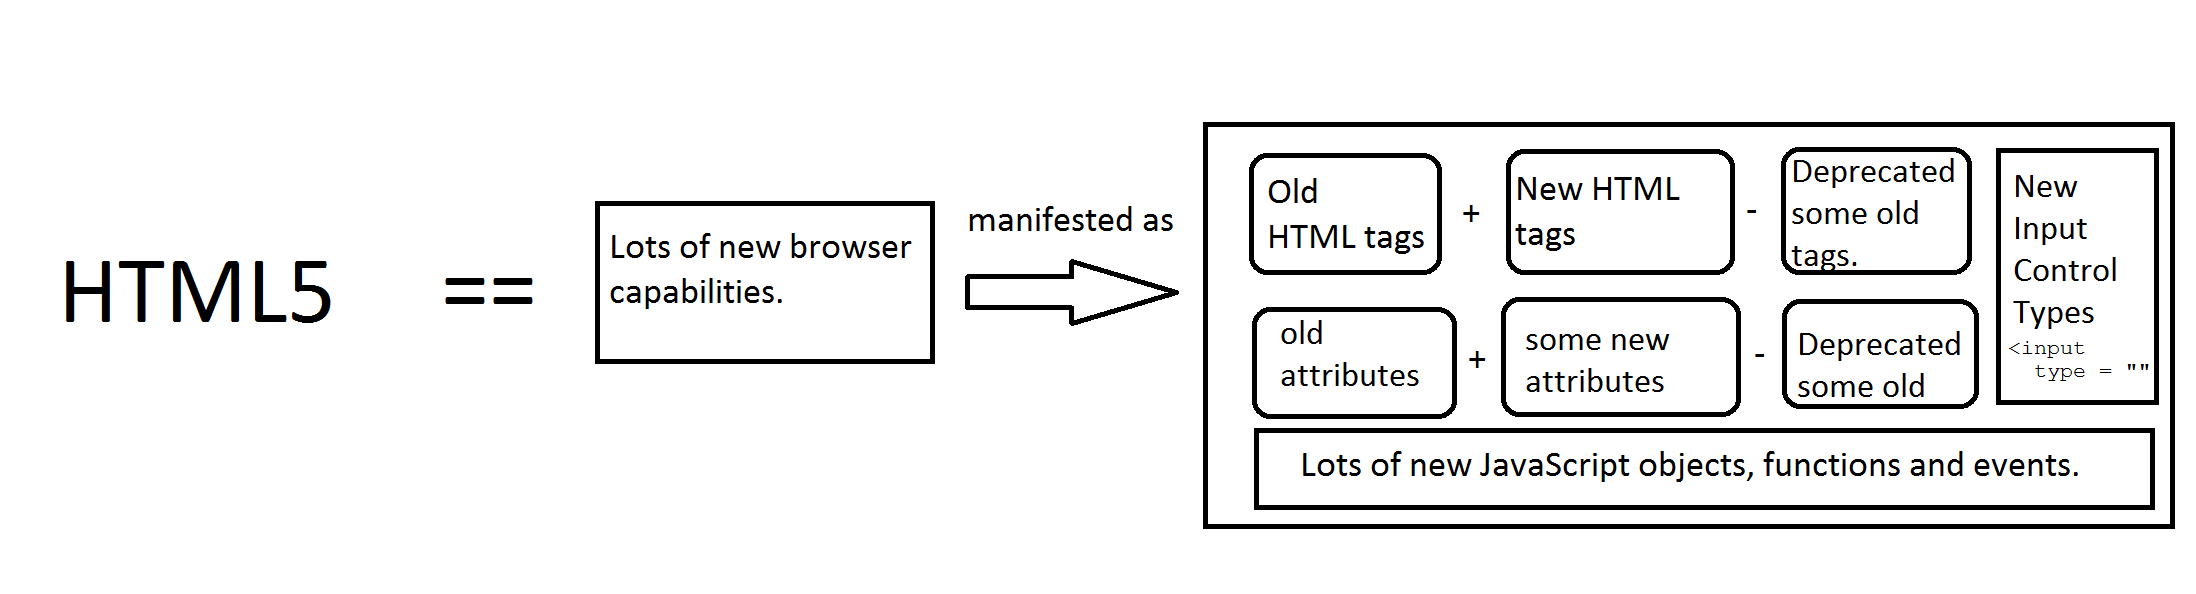 HTML5
==
Lots of new browser
capabilities.
manifested as
Old
HTML tags
+
New HTML
tags
-
Deprecated
some old
tags.
old
attributes
+
some new
attributes
-
Deprecated
some old
New
Input
Control
Types
<input
type = ""
Lots of new JavaScript objects, functions and events.